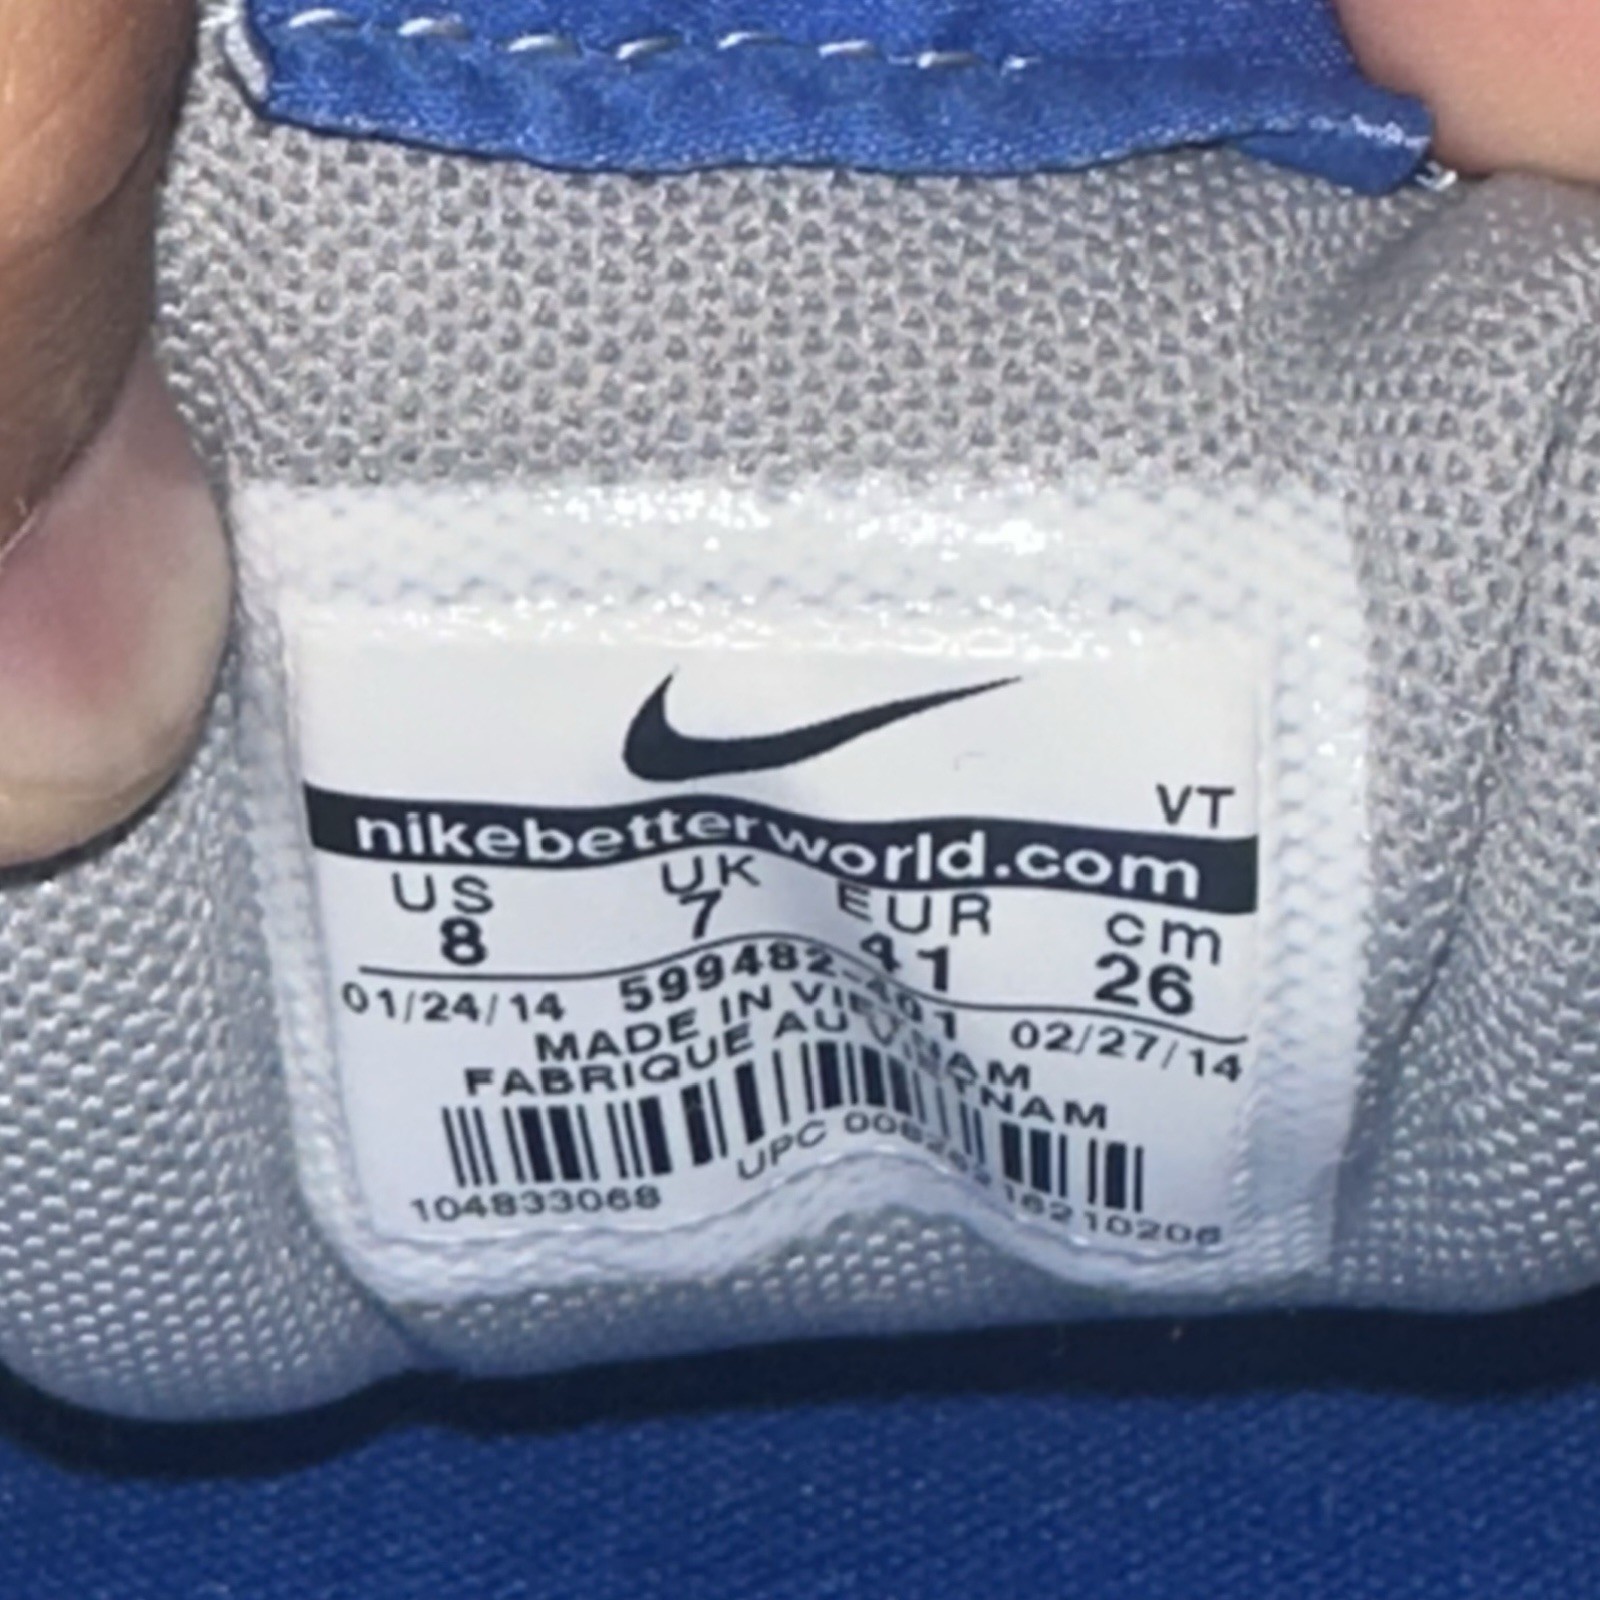 VT
nikebetterworld.com
US UK EUR cm
8 7 41 26
01/24/14 599482-401 02/27/14
MADE IN VIETNAM
FABRIQUE AU VIETNAM
104833068 UPC